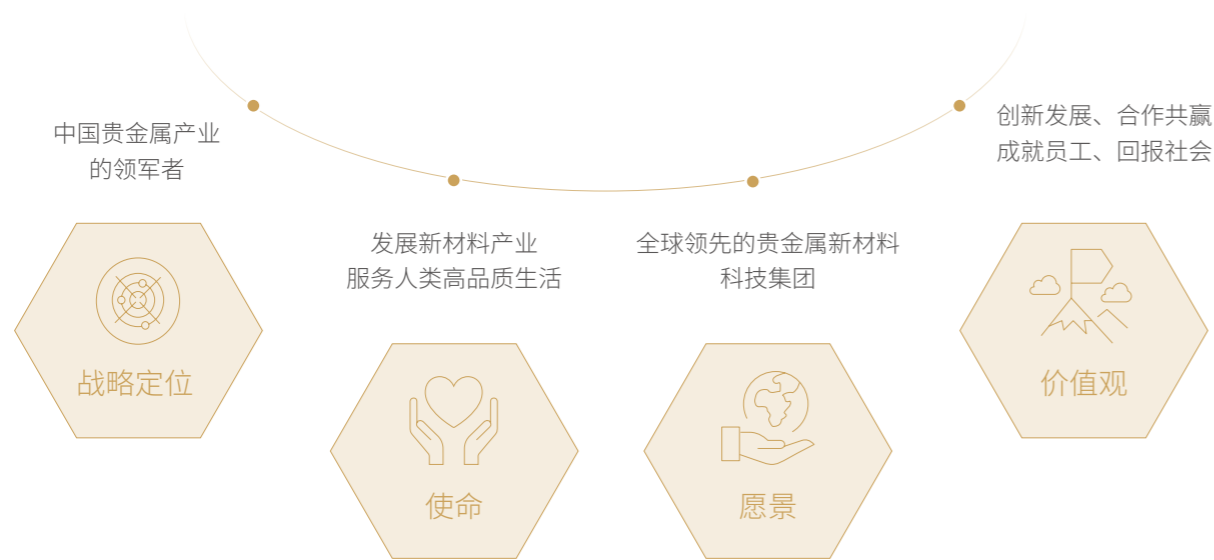 中国贵金属产业
的领军者
战略定位
发展新材料产业
服务人类高品质生活
使命
全球领先的贵金属新材料
科技集团
愿景
创新发展、合作共赢
成就员工、回报社会
价值观